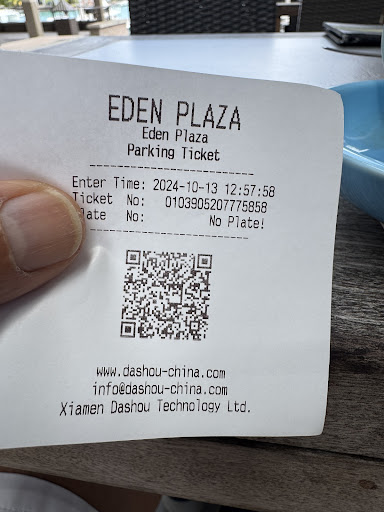 EDEN PLAZA
Eden Plaza
Parking Ticket
Enter Time: 2024-10-13 12:57:58
Ticket No: 0103905207775858
late No: No Plate!
www.dashou-china.com
info@dashou-china.com
Xiamen Dashou Technology Ltd.